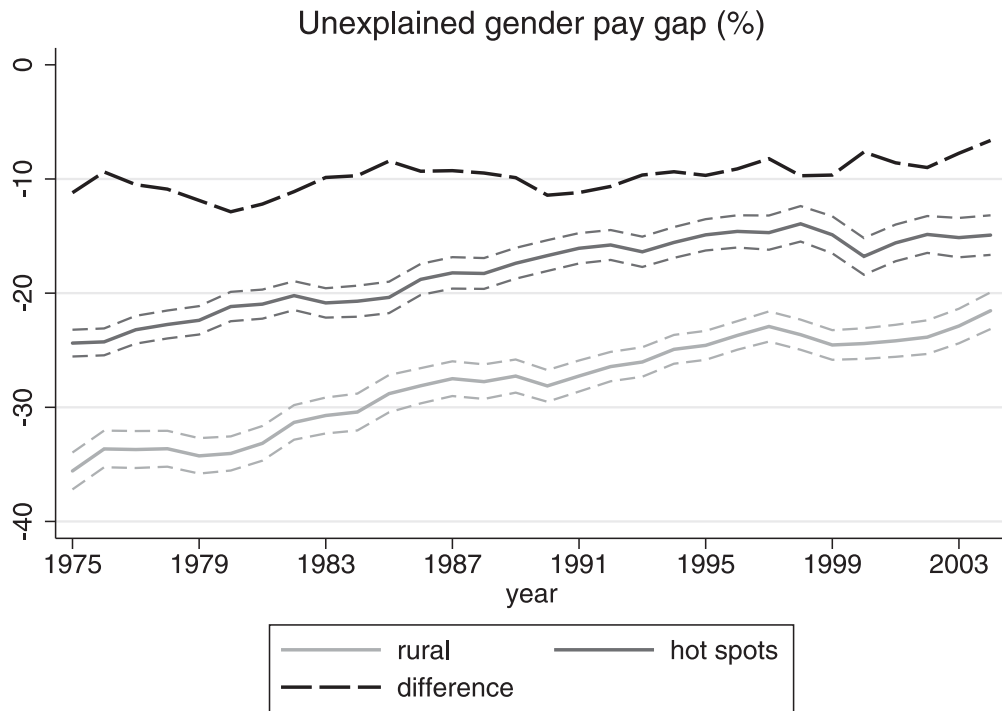 Unexplained gender pay gap (%)
0
-10
-20
-30
-40
1975 1979 1983 1987 1991 1995 1999 2003
year
rural hot spots
difference